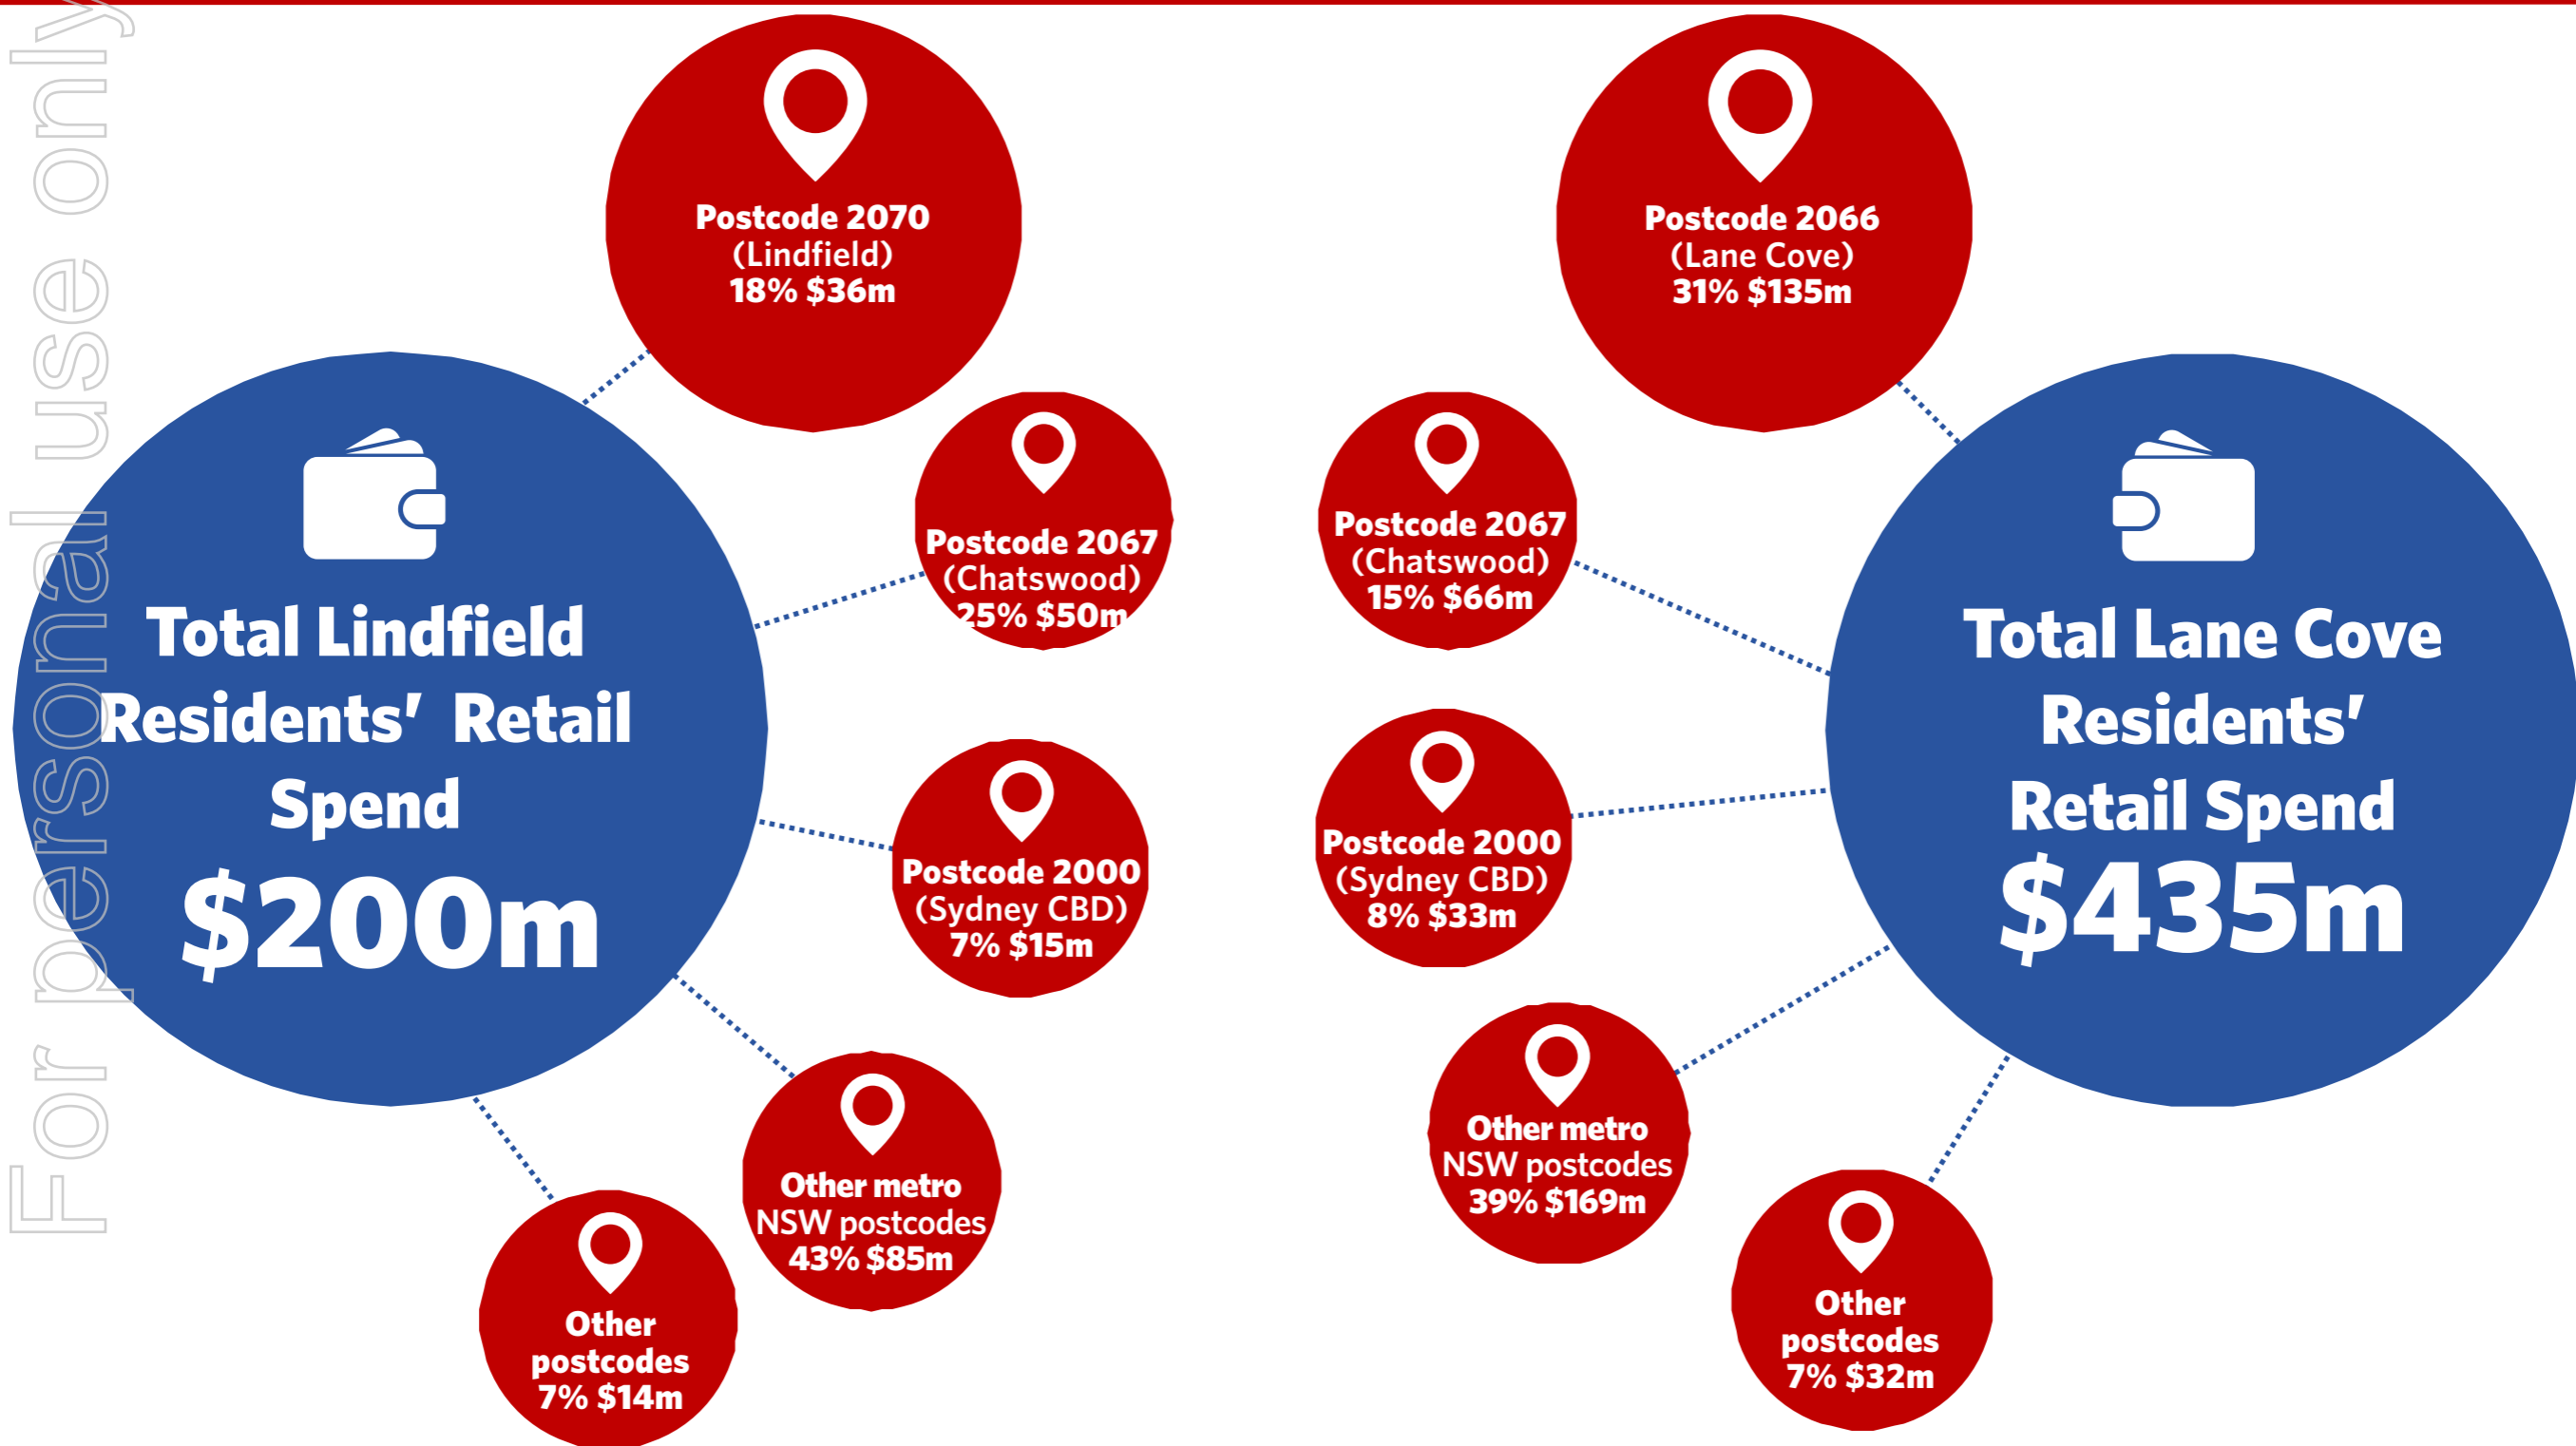 For personal use only
Postcode 2070
(Lindfield)
18% $36m
Postcode 2067
(Chatswood)
25% $50m
Total Lindfield
Residents’ Retail
Spend
$200m
Postcode 2000
(Sydney CBD)
7% $15m
Other metro
NSW postcodes
43% $85m
Other
postcodes
7% $14m
Postcode 2066
(Lane Cove)
31% $135m
Postcode 2067
(Chatswood)
15% $66m
Total Lane Cove
Residents’
Retail Spend
$435m
Postcode 2000
(Sydney CBD)
8% $33m
Other metro
NSW postcodes
39% $169m
Other
postcodes
7% $32m